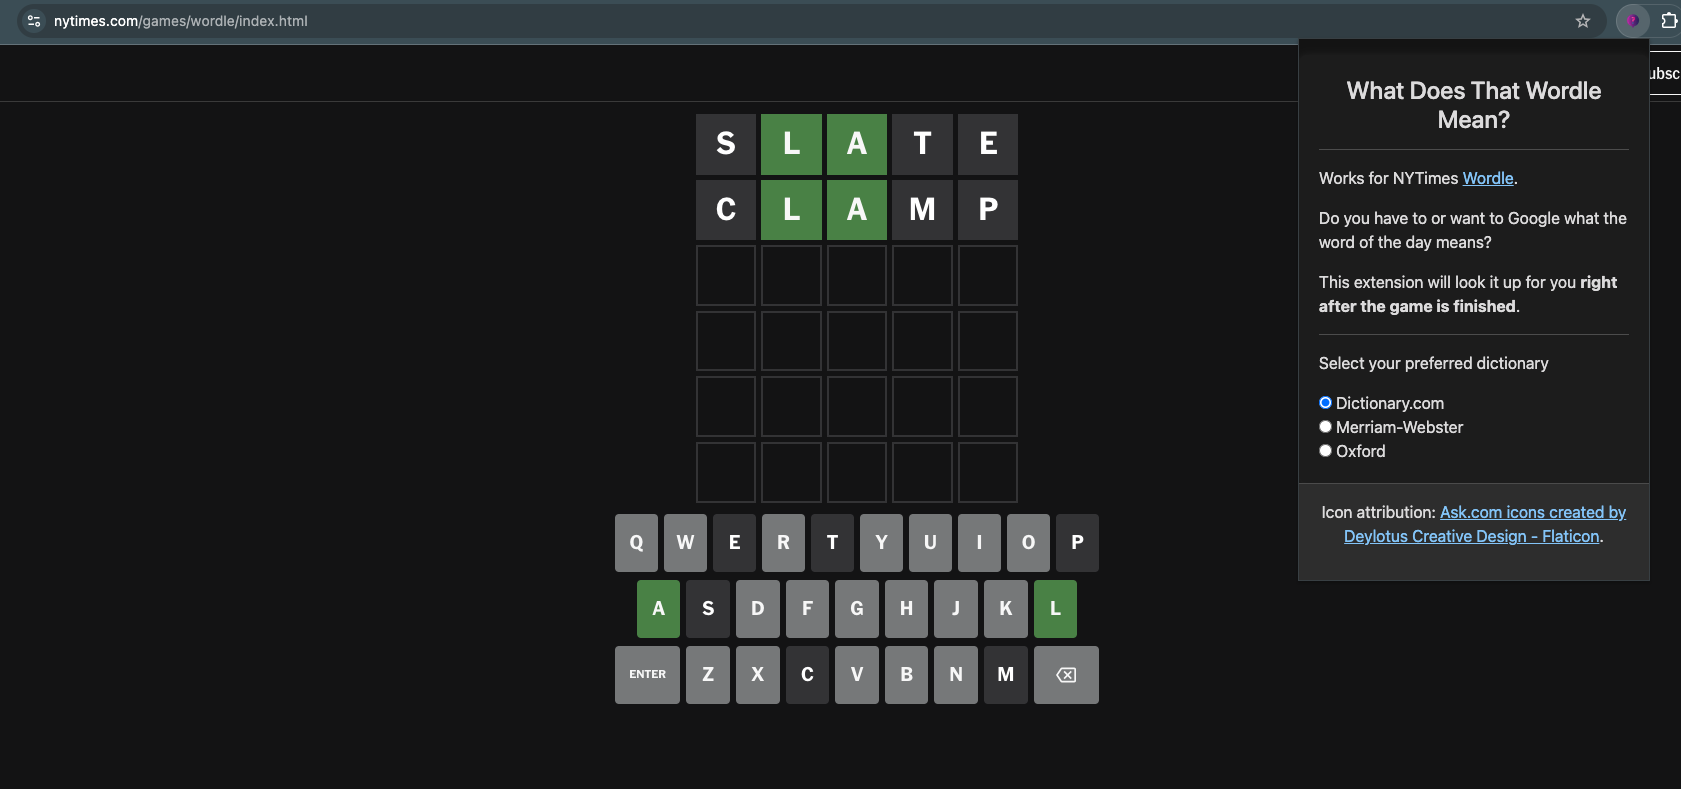 nytimes.com/games/wordle/index.html
ubsc
S L A T E
C L A M P
Q W E R T Y U I O P
A S D F G H J K L
ENTER Z X C V B N M
What Does That Wordle
Mean?
Works for NYTimes Wordle.
Do you have to or want to Google what the
word of the day means?
This extension will look it up for you right
after the game is finished.
Select your preferred dictionary
Dictionary.com
Merriam-Webster
Oxford
Icon attribution: Ask.com icons created by
Deylotus Creative Design - Flaticon.